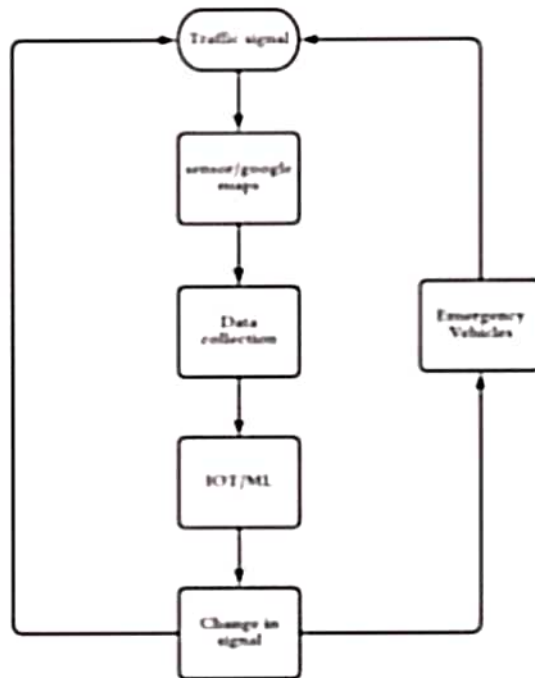 Traffic signal
sensor/google
maps
Data
collection
Emergency
Vehicles
IOT/ML
Change in
signal